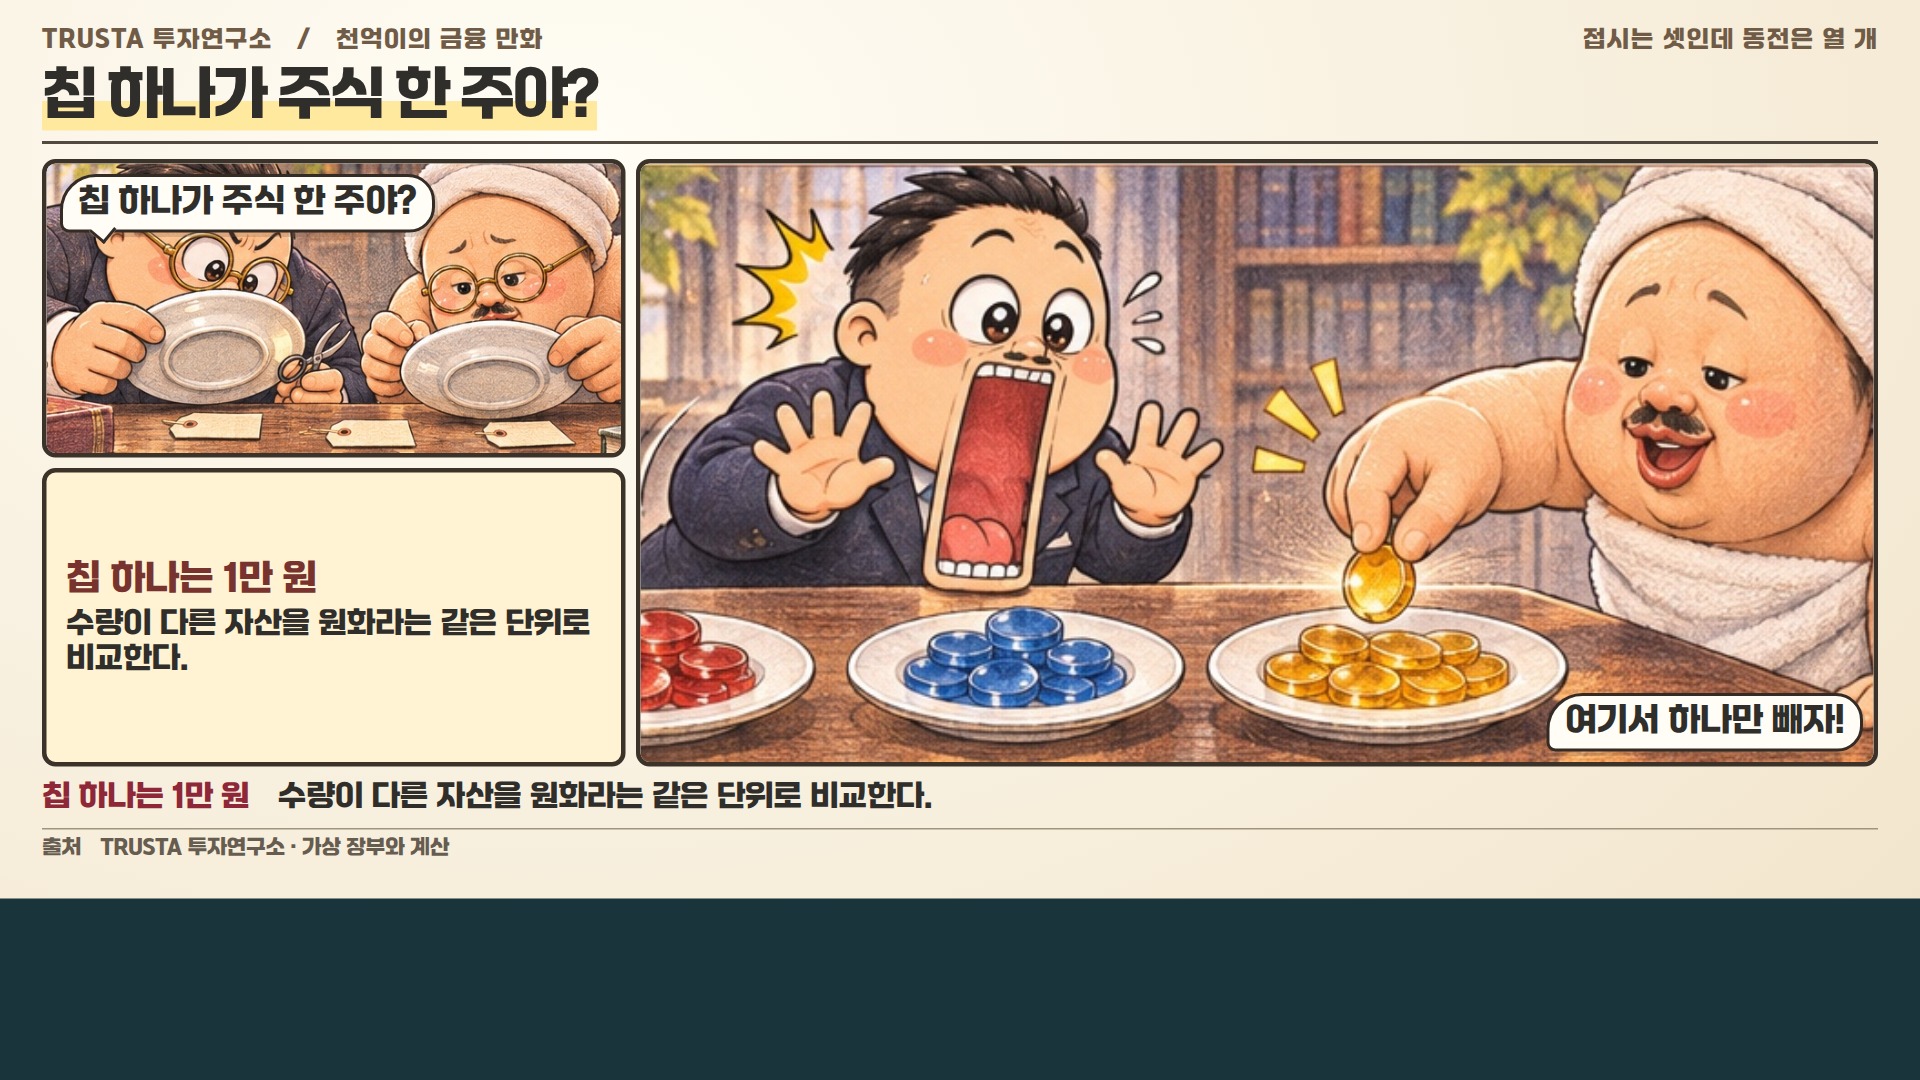 TRUSTA 투자연구소 / 천억이의 금융 만화
접시는 셋인데 동전은 열 개
칩 하나가 주식 한 주야?
칩 하나가 주식 한 주야?
칩 하나는 1만 원
수량이 다른 자산을 원화라는 같은 단위로
비교한다.
여기서 하나만 빼자!
칩 하나는 1만 원 수량이 다른 자산을 원화라는 같은 단위로 비교한다.
출처 TRUSTA 투자연구소 · 가상 장부와 계산